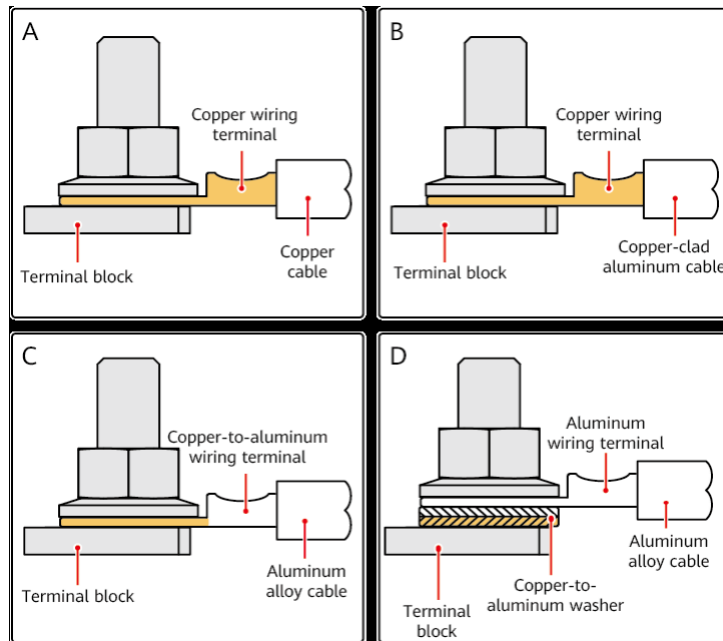 A
Copper wiring
terminal
Copper
cable
Terminal block
B
Copper wiring
terminal
Copper-clad
aluminum cable
Terminal block
C
Copper-to-aluminum
wiring terminal
Aluminum
alloy cable
Terminal block
D
Aluminum
wiring terminal
Aluminum
alloy cable
Copper-to-
aluminum washer
Terminal
block